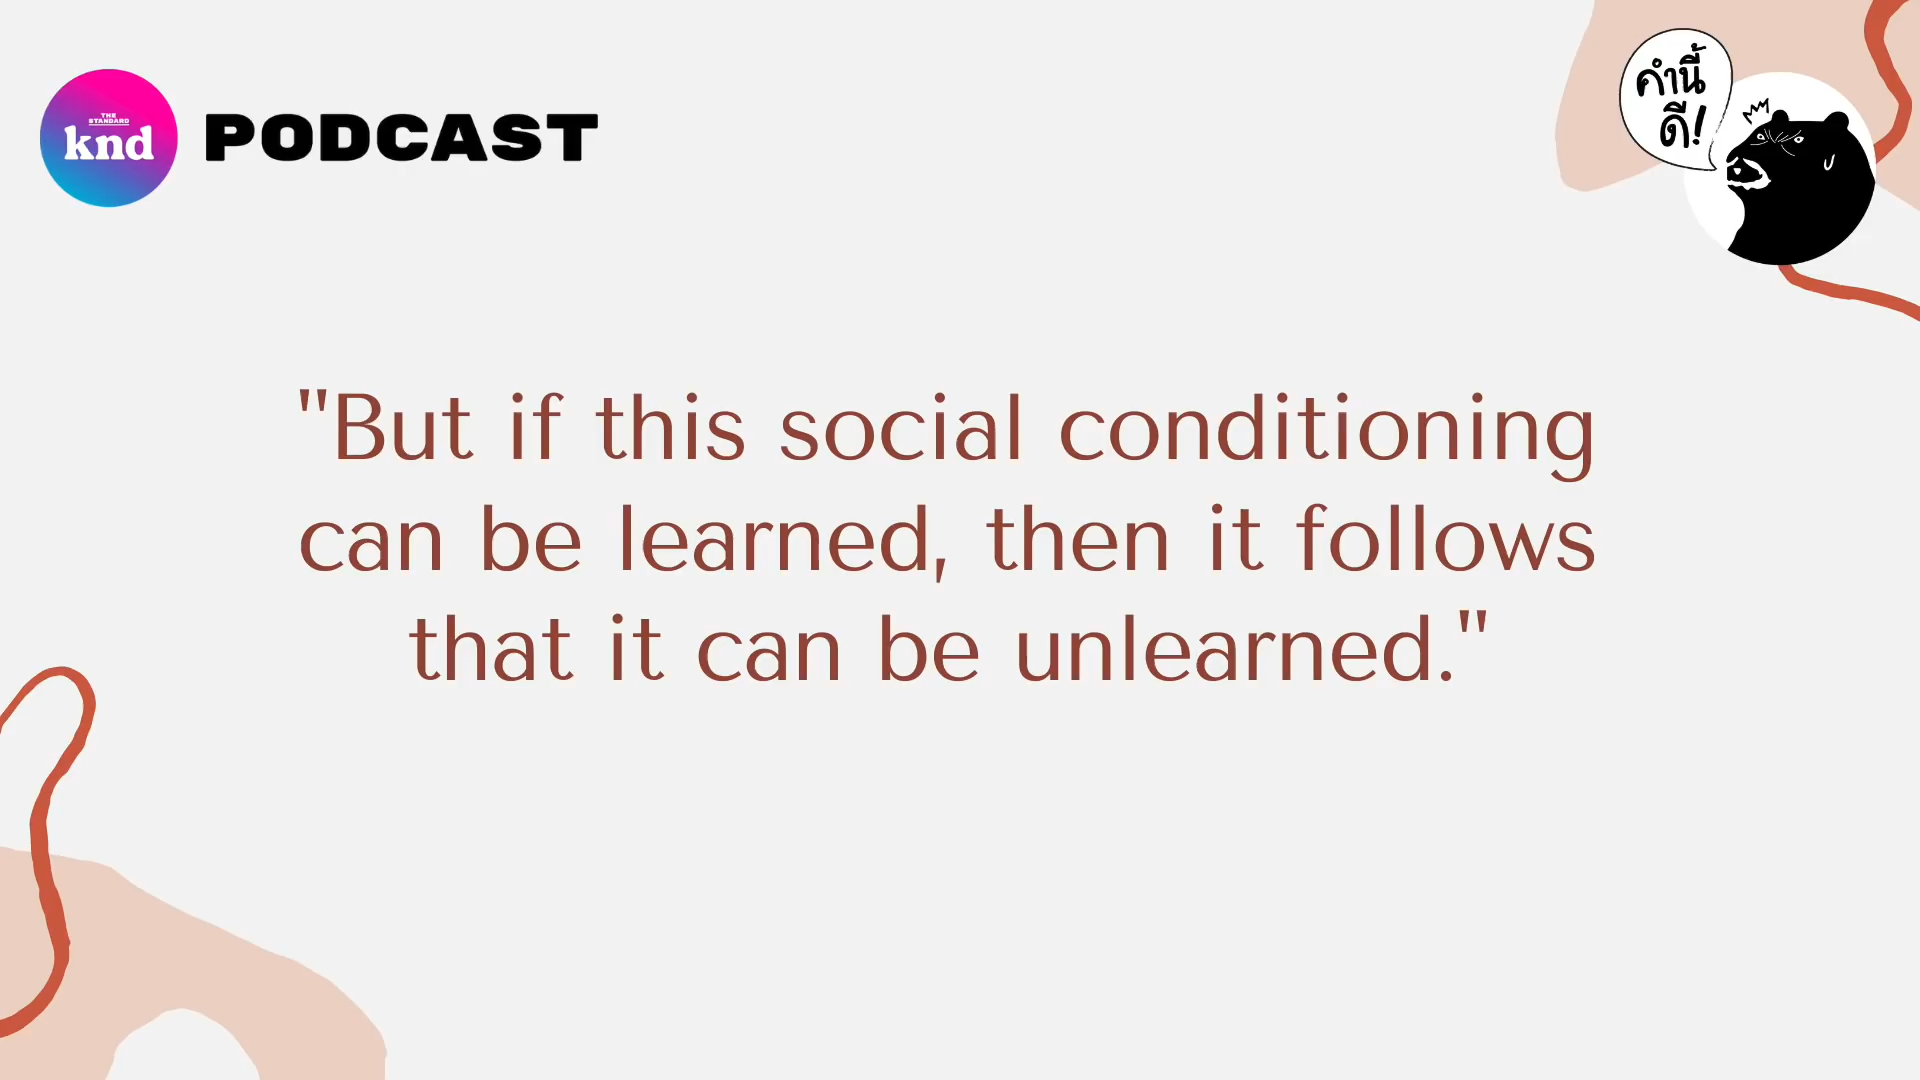 THE
STANDARD
knd
PODCAST
คำนี้
ดี!
"But if this social conditioning
can be learned, then it follows
that it can be unlearned."